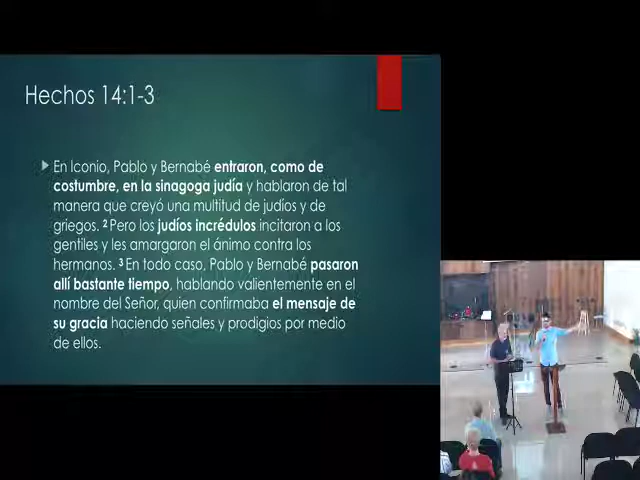 Hechos 14:1-3
En Iconio, Pablo y Bernabé entraron, como de
costumbre, en la sinagoga judía y hablaron de tal
manera que creyó una multitud de judíos y de
griegos. 2 Pero los judíos incrédulos incitaron a los
gentiles y les amargaron el ánimo contra los
hermanos. 3 En todo caso, Pablo y Bernabé pasaron
allí bastante tiempo, hablando valientemente en el
nombre del Señor, quien confirmaba el mensaje de
su gracia haciendo señales y prodigios por medio
de ellos.